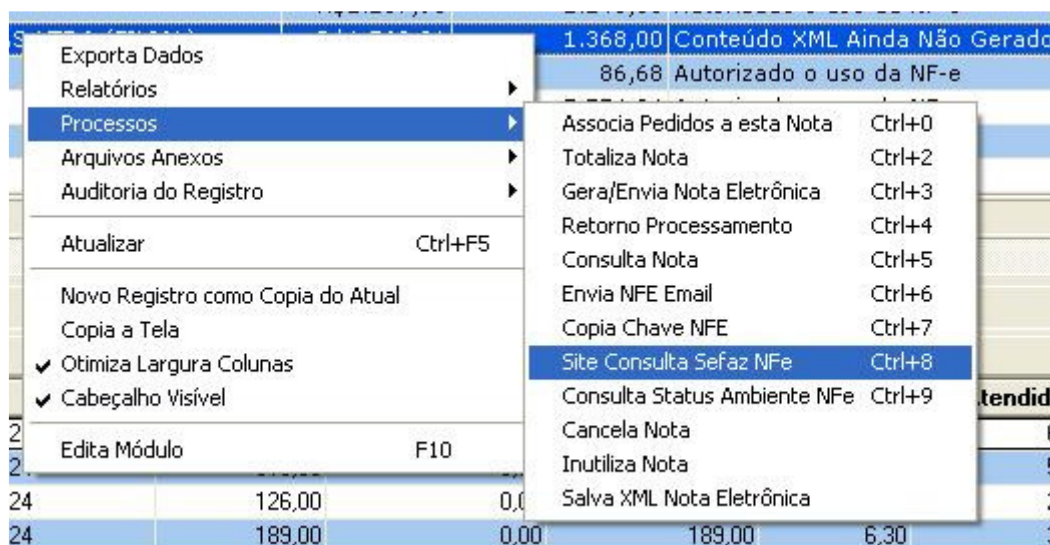 1.368,00 Conteúdo XML Ainda Não Gerado
86,68 Autorizado o uso da NF-e
Exporta Dados
Relatórios
Processos
Arquivos Anexos
Auditoria do Registro
Atualizar Ctrl+F5
Novo Registro como Copia do Atual
Copia a Tela
Otimiza Largura Colunas
Cabeçalho Visível
Edita Módulo F10
Associa Pedidos a esta Nota Ctrl+0
Totaliza Nota Ctrl+2
Gera/Envia Nota Eletrônica Ctrl+3
Retorno Processamento Ctrl+4
Consulta Nota Ctrl+5
Envia NFE Email Ctrl+6
Copia Chave NFE Ctrl+7
Site Consulta Sefaz NFe Ctrl+8
Consulta Status Ambiente NFe Ctrl+9
Cancela Nota
Inutiliza Nota
Salva XML Nota Eletrônica
tendid
24 126,00 0,0
24 189,00 0,00 189,00 6,30